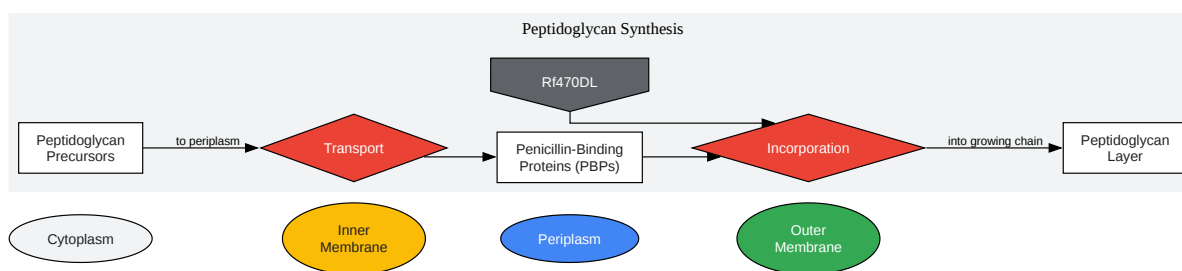 Peptidoglycan Synthesis
Rf470DL
Peptidoglycan
Precursors
to periplasm
Transport
Penicillin-Binding
Proteins (PBPs)
Incorporation
into growing chain
Peptidoglycan
Layer
Cytoplasm
Inner
Membrane
Periplasm
Outer
Membrane